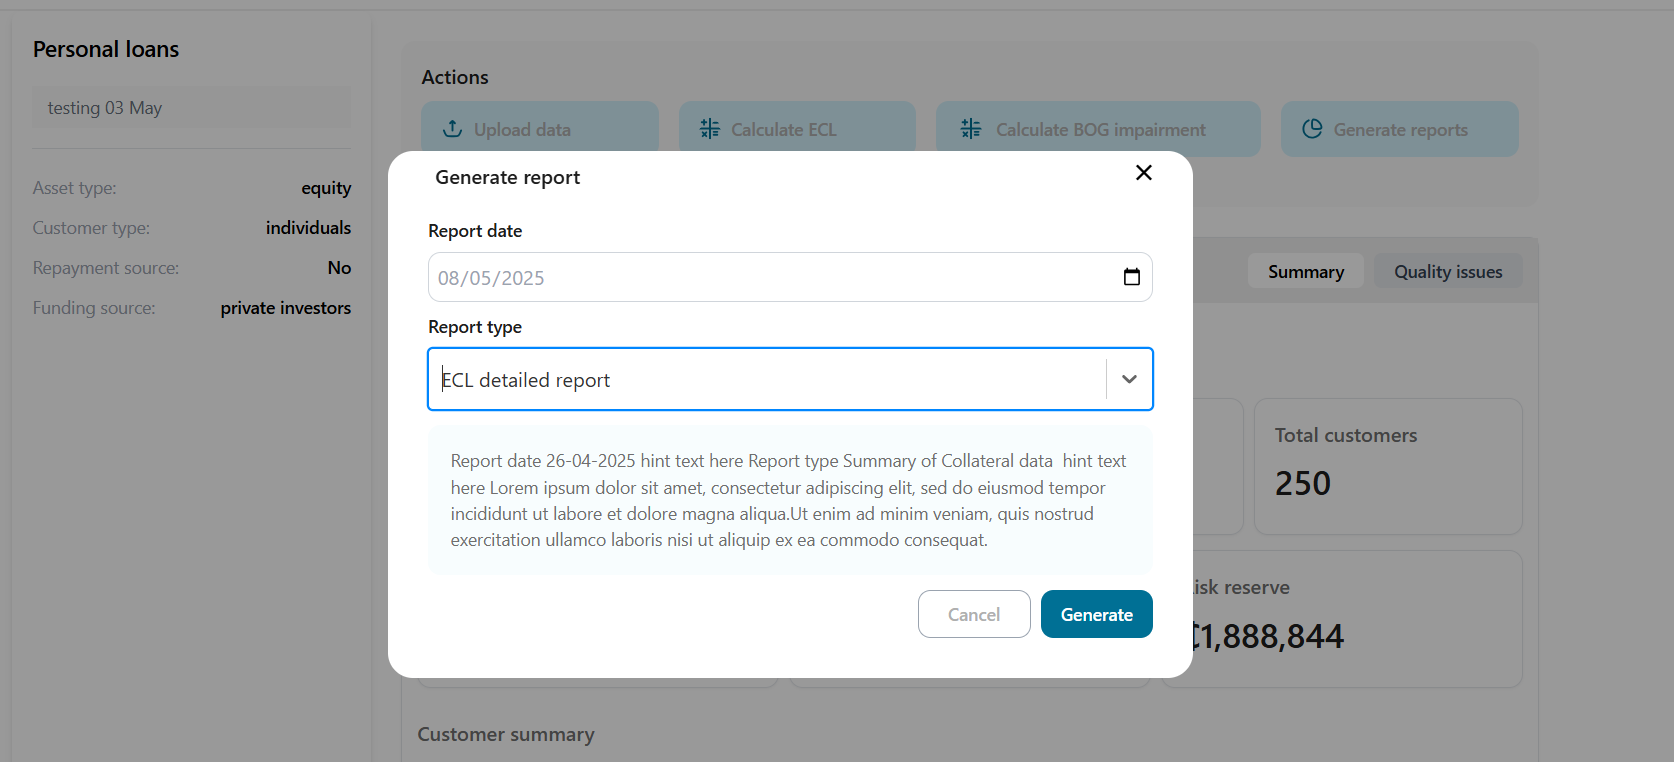 Personal loans
testing 03 May
Asset type: equity
Customer type: individuals
Repayment source: No
Funding source: private investors
Actions
Upload data
Calculate ECL
Calculate BOG impairment
Generate reports
Generate report
Report date
08/05/2025
Report type
ECL detailed report
Report date 26-04-2025 hint text here Report type Summary of Collateral data  hint text
here Lorem ipsum dolor sit amet, consectetur adipiscing elit, sed do eiusmod tempor
incididunt ut labore et dolore magna aliqua.Ut enim ad minim veniam, quis nostrud
exercitation ullamco laboris nisi ut aliquip ex ea commodo consequat.
Cancel
Generate
Summary
Quality issues
Total customers
250
isk reserve
₵1,888,844
Customer summary